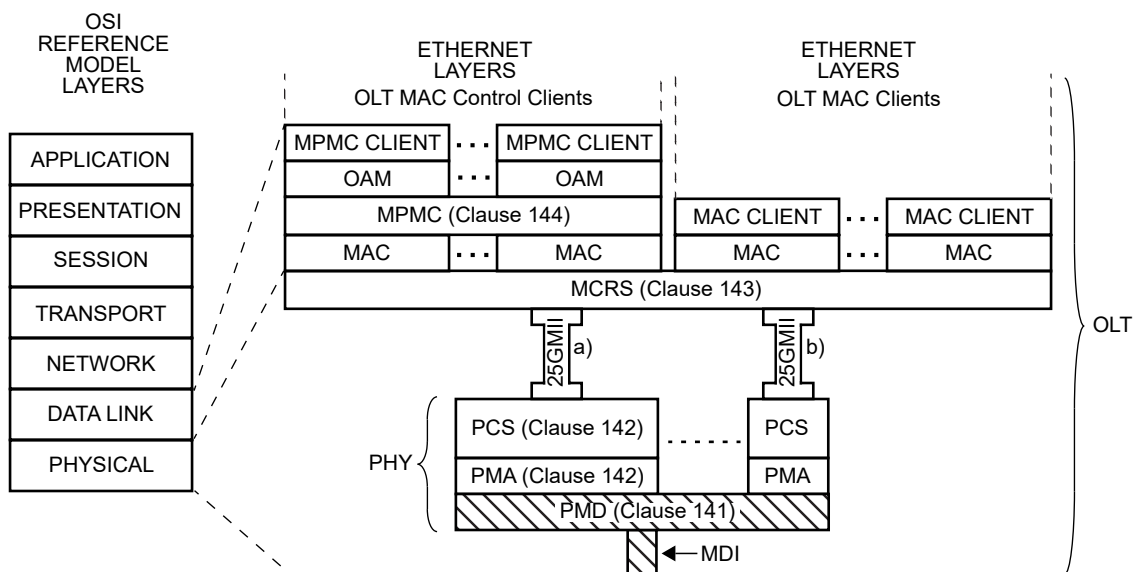 OSI
REFERENCE
MODEL
LAYERS
APPLICATION
PRESENTATION
SESSION
TRANSPORT
NETWORK
DATA LINK
PHYSICAL
ETHERNET
LAYERS
OLT MAC Control Clients
ETHERNET
LAYERS
OLT MAC Clients
MPMC CLIENT ... MPMC CLIENT
OAM ... OAM
MPMC (Clause 144)
MAC CLIENT ... MAC CLIENT
MAC ... MAC
MAC ... MAC
MCRS (Clause 143)
25GMII
a)
25GMII
b)
OLT
PHY
PCS (Clause 142)
PCS
PMA (Clause 142)
PMA
PMD (Clause 141)
MDI